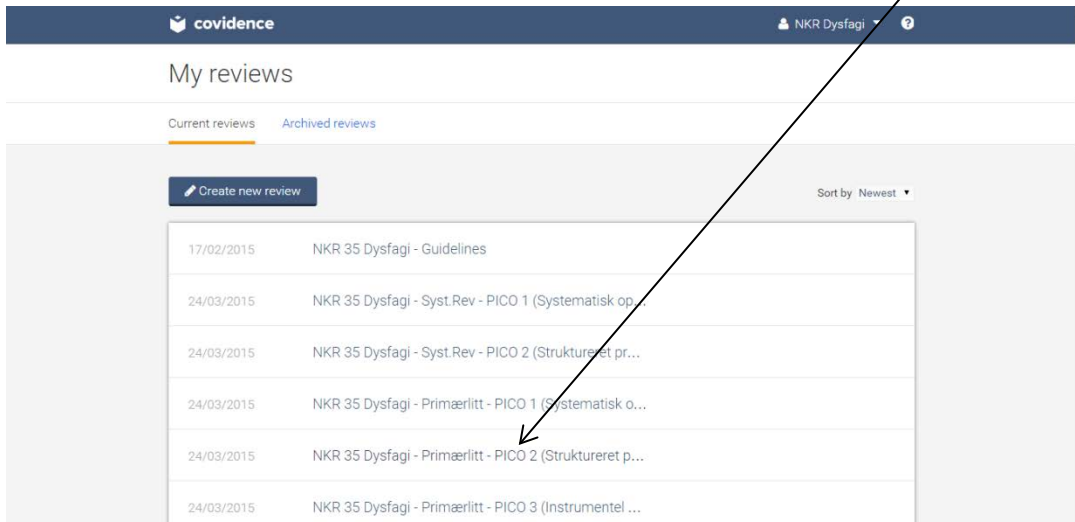 covidence NKR Dysfagi ?
My reviews
Current reviews Archived reviews
Create new review Sort by Newest
17/02/2015 NKR 35 Dysfagi - Guidelines
24/03/2015 NKR 35 Dysfagi - Syst.Rev - PICO 1 (Systematisk op...
24/03/2015 NKR 35 Dysfagi - Syst.Rev - PICO 2 (Struktureret pr...
24/03/2015 NKR 35 Dysfagi - Primærlitt - PICO 1 (Systematisk o...
24/03/2015 NKR 35 Dysfagi - Primærlitt - PICO 2 (Struktureret p...
24/03/2015 NKR 35 Dysfagi - Primærlitt - PICO 3 (Instrumentel ...